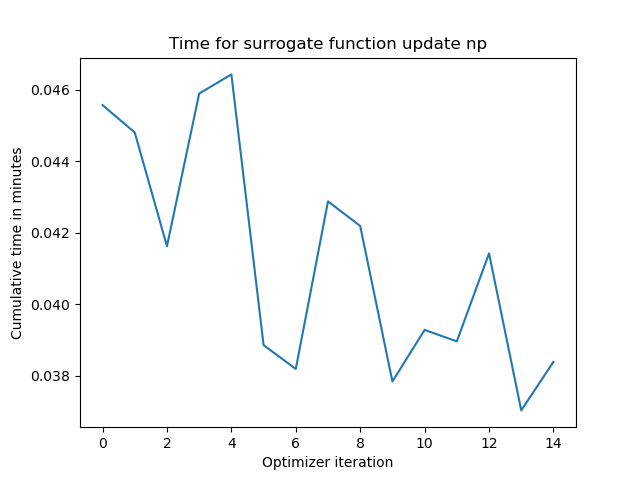 Time for surrogate function update np
Cumulative time in minutes
0.046
0.044
0.042
0.040
0.038
0 2 4 6 8 10 12 14
Optimizer iteration